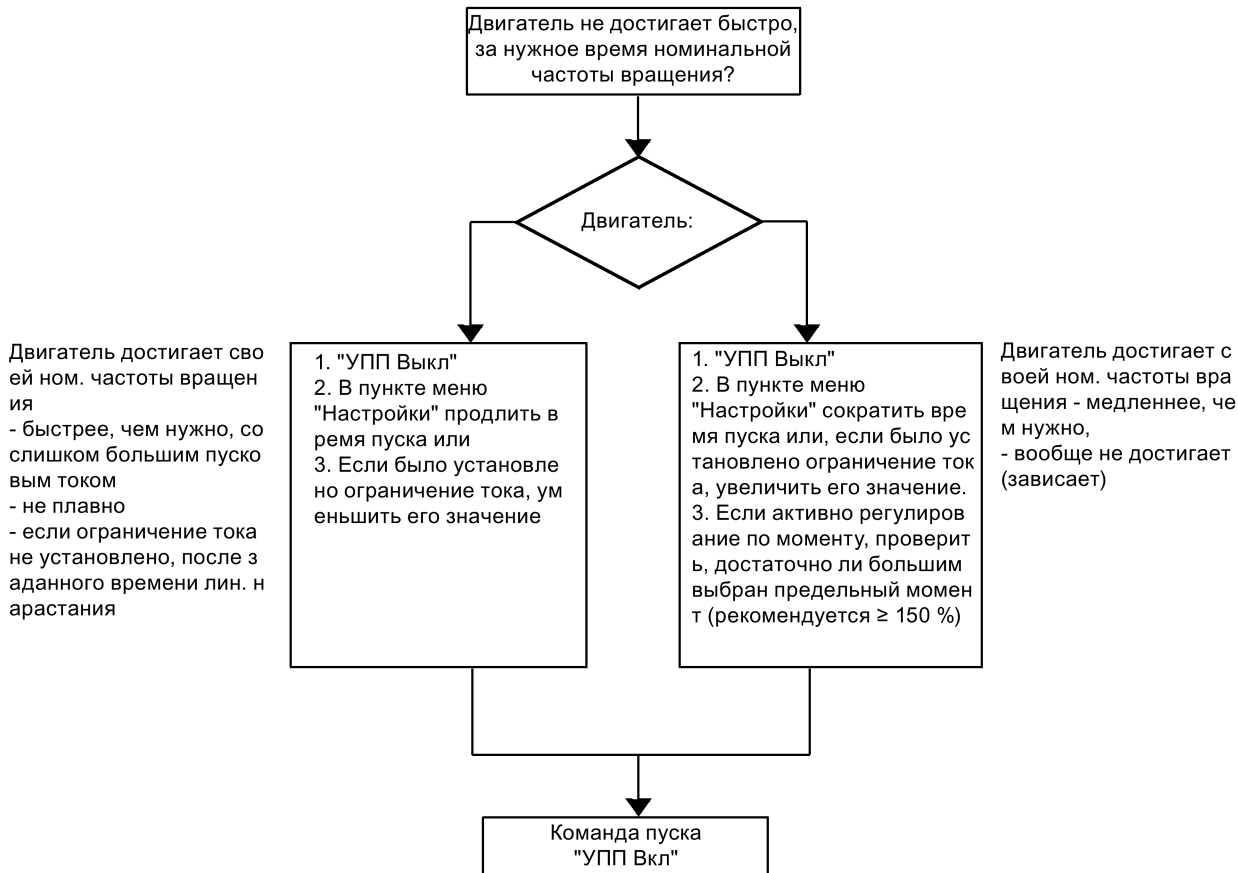 Двигатель не достигает быстро,
за нужное время номинальной
частоты вращения?
Двигатель:
Двигатель достигает сво
ей ном. частоты вращен
ия
- быстрее, чем нужно, со
слишком большим пуско
вым током
- не плавно
- если ограничение тока
не установлено, после з
аданного времени лин. н
арастания
1. "УПП Выкл"
2. В пункте меню
"Настройки" продлить в
ремя пуска или
3. Если было установле
но ограничение тока, ум
еньшить его значение
1. "УПП Выкл"
2. В пункте меню
"Настройки" сократить вре
мя пуска или, если было ус
тановлено ограничение ток
а, увеличить его значение.
3. Если активно регулиров
ание по моменту, проверит
ь, достаточно ли большим
выбран предельный момен
т (рекомендуется ≥ 150 %)
Двигатель достигает с
воей ном. частоты вра
щения - медленнее, че
м нужно,
- вообще не достигает
(зависает)
Команда пуска
"УПП Вкл"